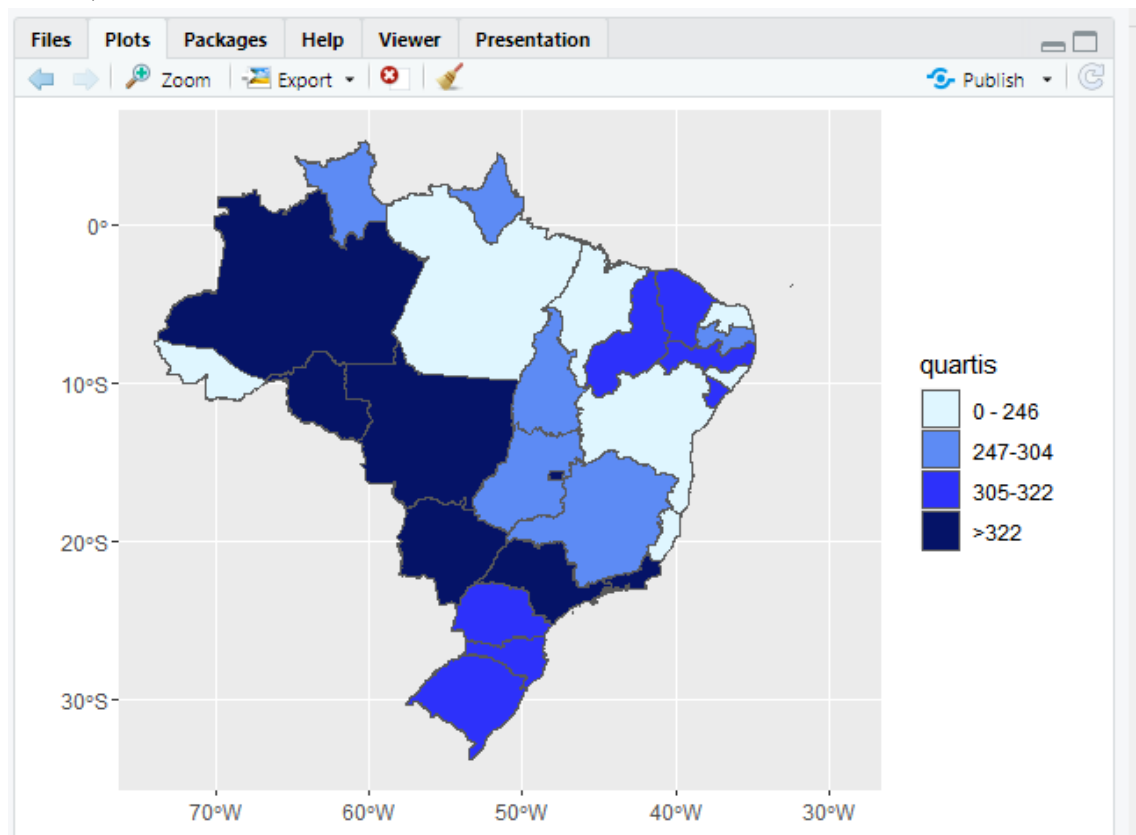 Files Plots Packages Help Viewer Presentation
Zoom Export Publish
0°
10°S
20°S
30°S
70°W 60°W 50°W 40°W 30°W
quartis
0 - 246
247-304
305-322
>322